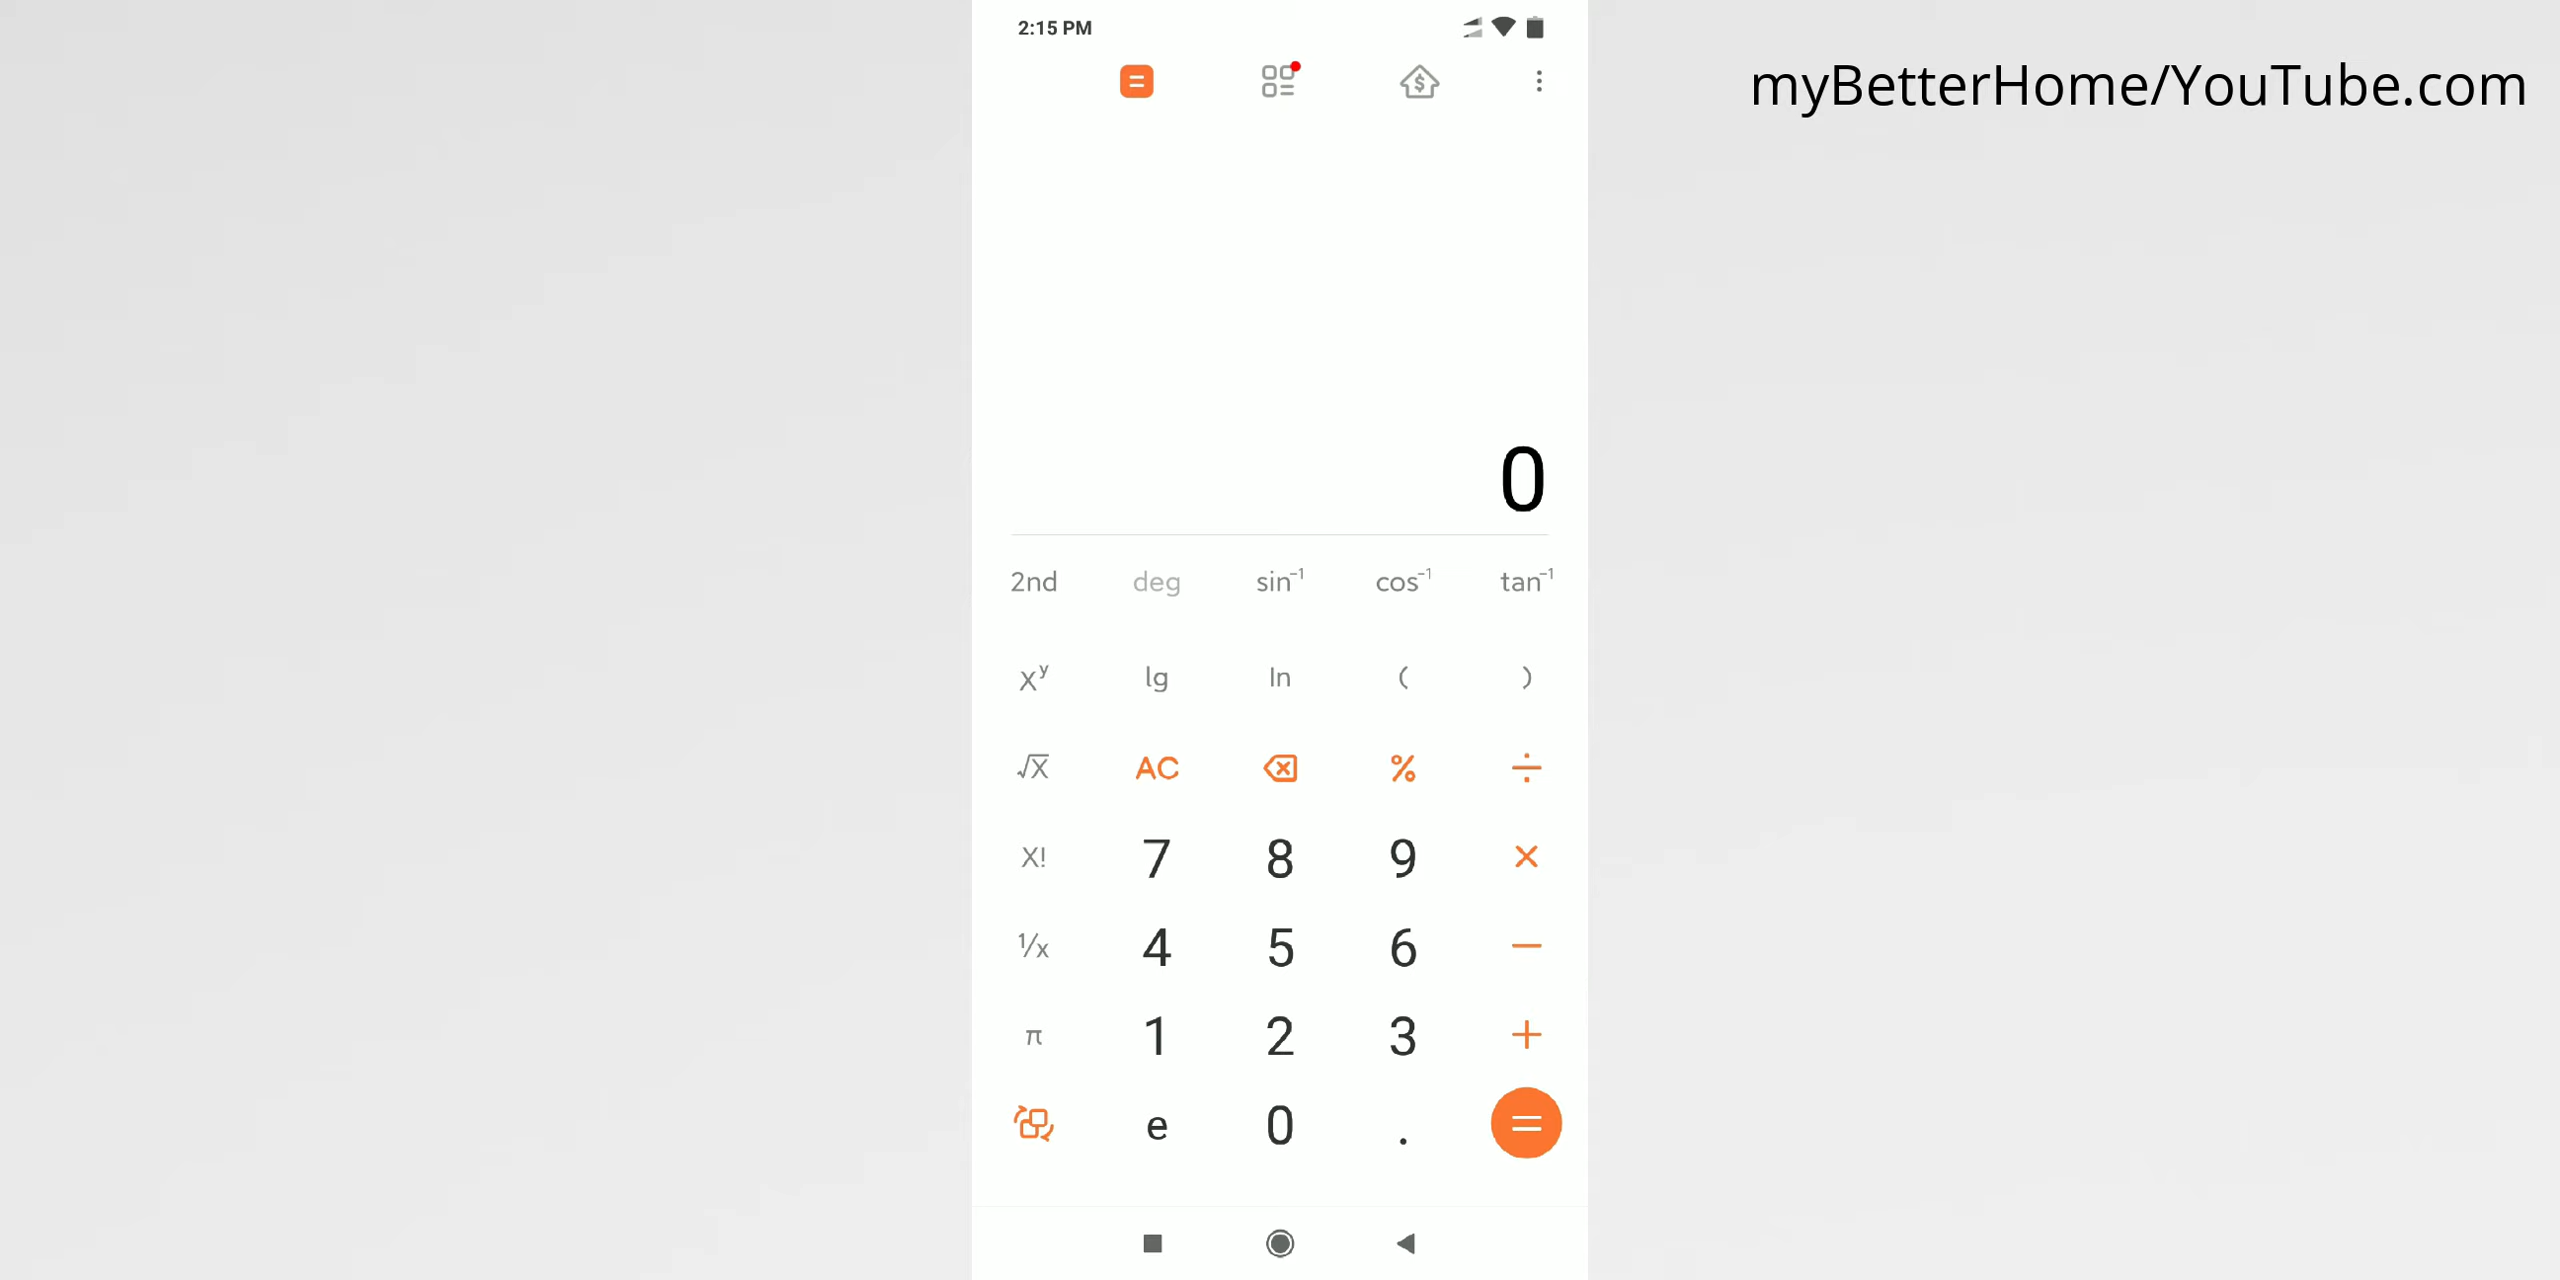 2:15 PM
myBetterHome/YouTube.com
0
2nd deg sin⁻¹ cos⁻¹ tan⁻¹
Xʸ lg ln ( )
√X AC % ÷
X! 7 8 9 ×
1/x 4 5 6 −
π 1 2 3 +
e 0 . =